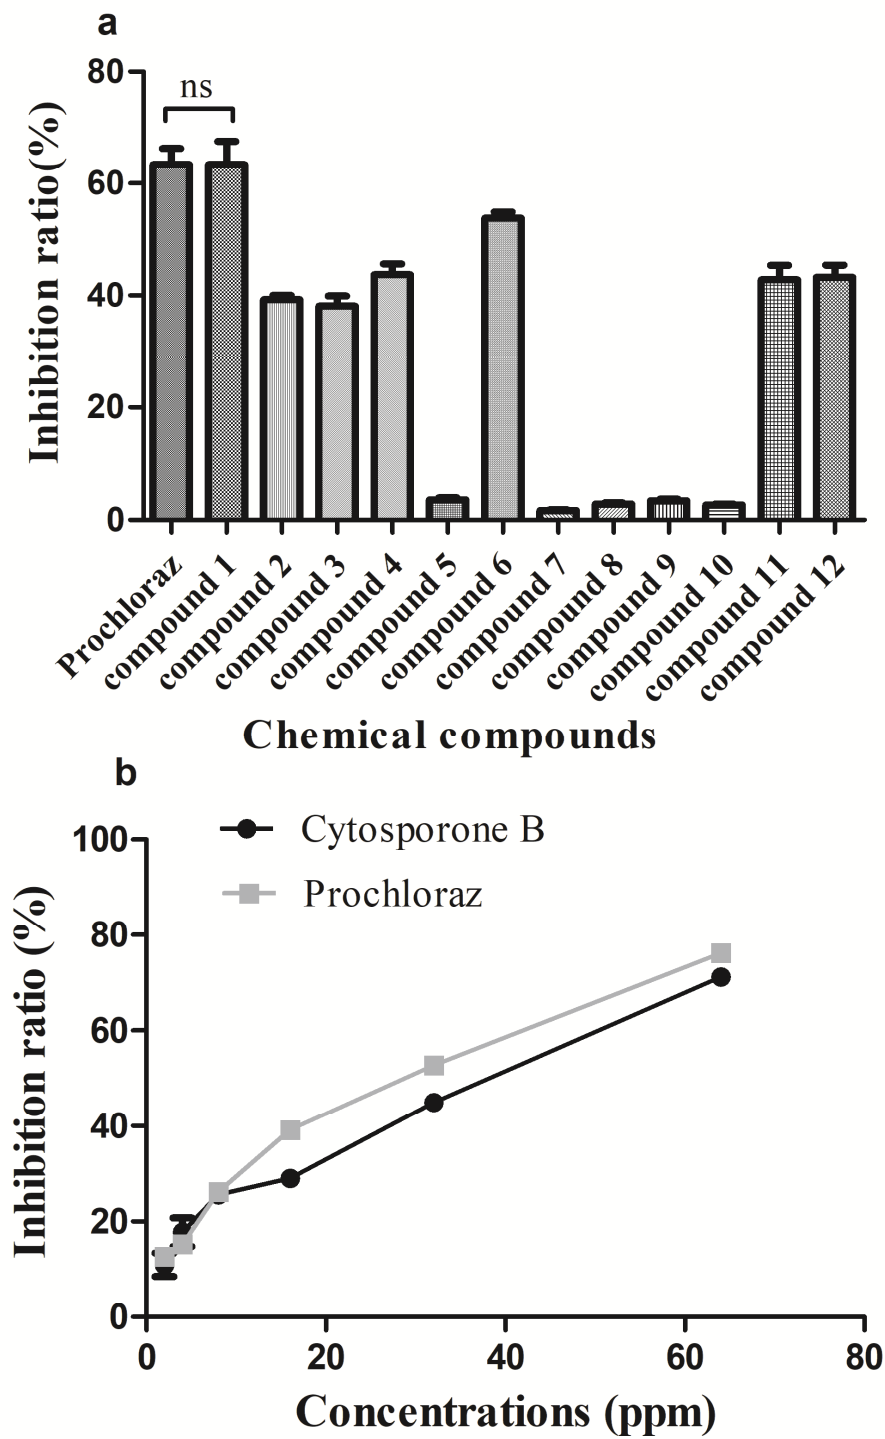 a
Inhibition ratio(%)
80
60
40
20
0
ns
Prochloraz
compound 1
compound 2
compound 3
compound 4
compound 5
compound 6
compound 7
compound 8
compound 9
compound 10
compound 11
compound 12
Chemical compounds
b
Cytosporone B
Prochloraz
Inhibition ratio (%)
100
80
60
40
20
0
0 20 40 60 80
Concentrations (ppm)